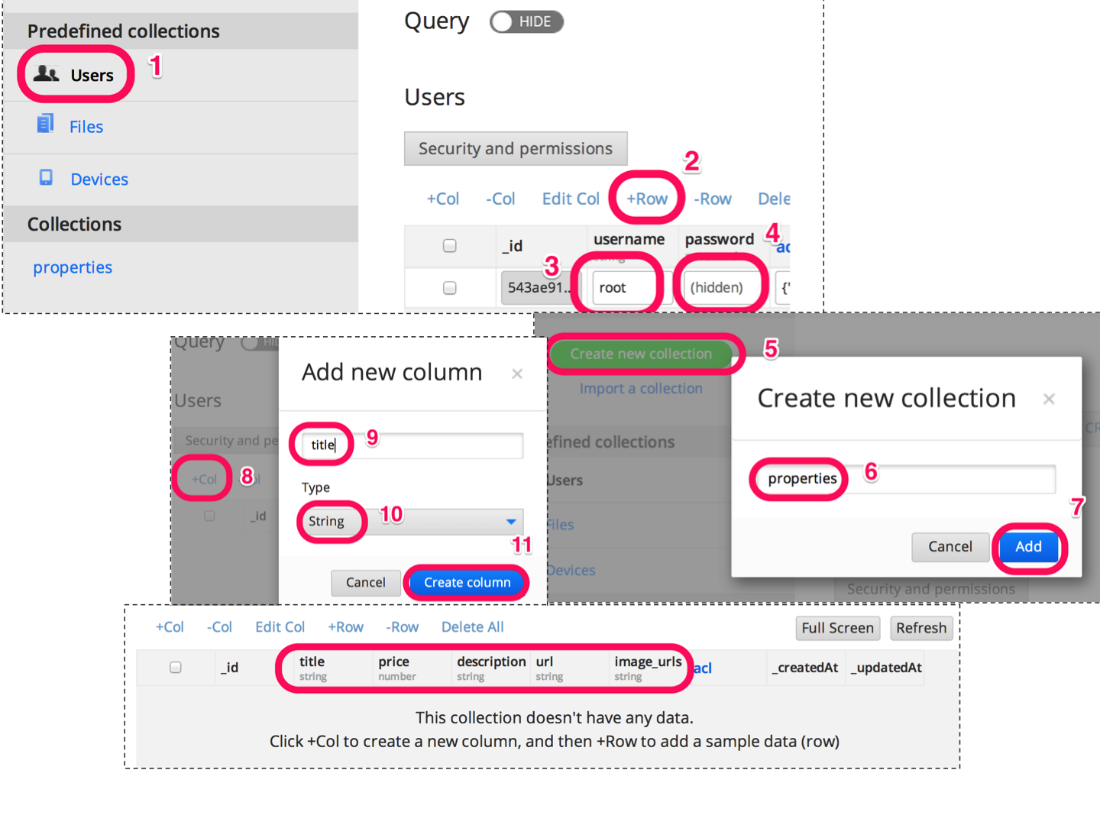 Predefined collections
Users
1
Files
Devices
Collections
properties
Query HIDE
Users
Security and permissions
2
+Col -Col Edit Col +Row -Row Dele
_id username password 4 ac
3
543ae91... root (hidden) {"
Query
Users
Security and pe
8
+Col
_id
Add new column ×
title 9
Type
String 10
11
Cancel Create column
Create new collection 5
Import a collection
efined collections
Users
Files
Devices
Security and permissions
Create new collection ×
properties 6
7
Cancel Add
+Col -Col Edit Col +Row -Row Delete All Full Screen Refresh
_id title price description url image_urls acl _createdAt _updatedAt
string number string string string
This collection doesn't have any data.
Click +Col to create a new column, and then +Row to add a sample data (row)